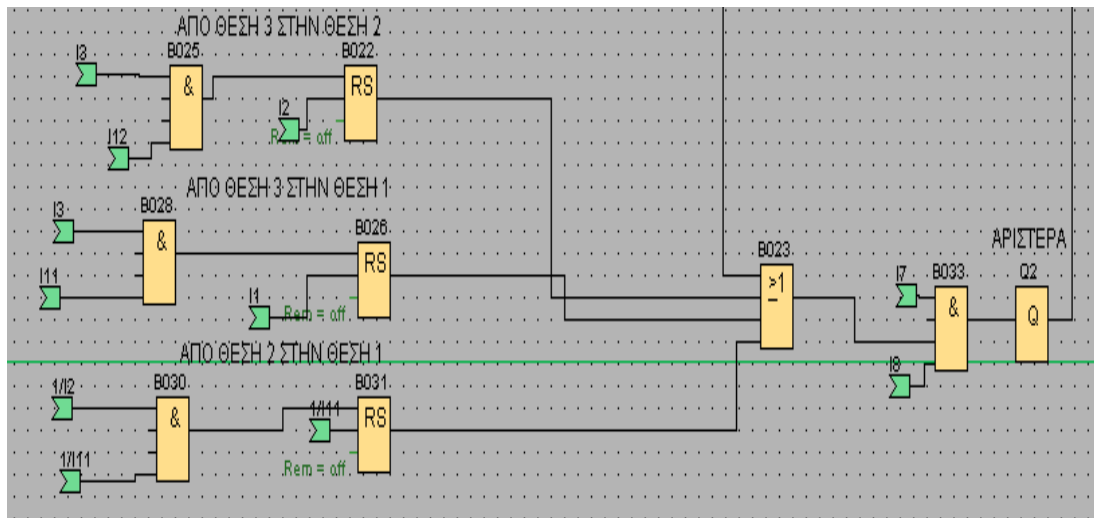 ΑΠΟ ΘΕΣΗ 3 ΣΤΗΝ ΘΕΣΗ 2
I3
B025
B022
&
RS
I2
I12
Rem = off
ΑΠΟ ΘΕΣΗ 3 ΣΤΗΝ ΘΕΣΗ 1
I3
B028
B026
&
RS
I11
I1
Rem = off
B023
>1
ΑΡΙΣΤΕΡΑ
I7
B033
Q2
&
Q
I8
ΑΠΟ ΘΕΣΗ 2 ΣΤΗΝ ΘΕΣΗ 1
1/I2
B030
B031
&
1/I11
RS
1/I11
Rem = off